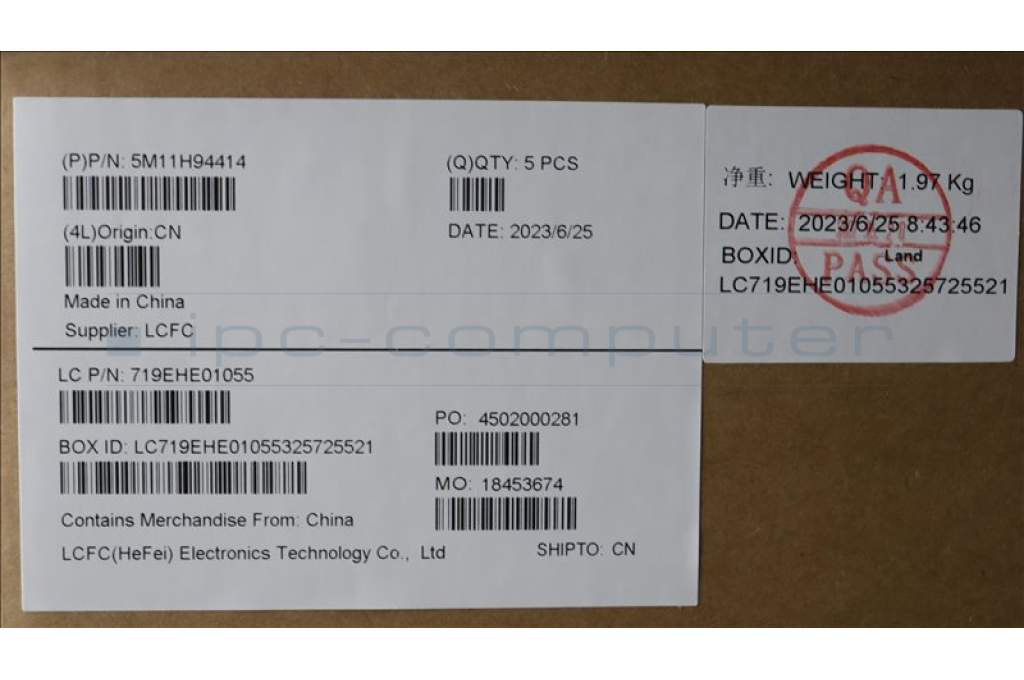 (P)P/N: 5M11H94414
(Q)QTY: 5 PCS
(4L)Origin:CN
DATE: 2023/6/25
Made in China
Supplier: LCFC
LC P/N: 719EHE01055
PO: 4502000281
BOX ID: LC719EHE01055325725521
MO: 18453674
Contains Merchandise From: China
LCFC(HeFei) Electronics Technology Co., Ltd
SHIPTO: CN
净重: WEIGHT: 1.97 Kg
DATE: 2023/6/25 8:43:46
BOXID: Land
LC719EHE01055325725521
QA
PASS
ipc-computer